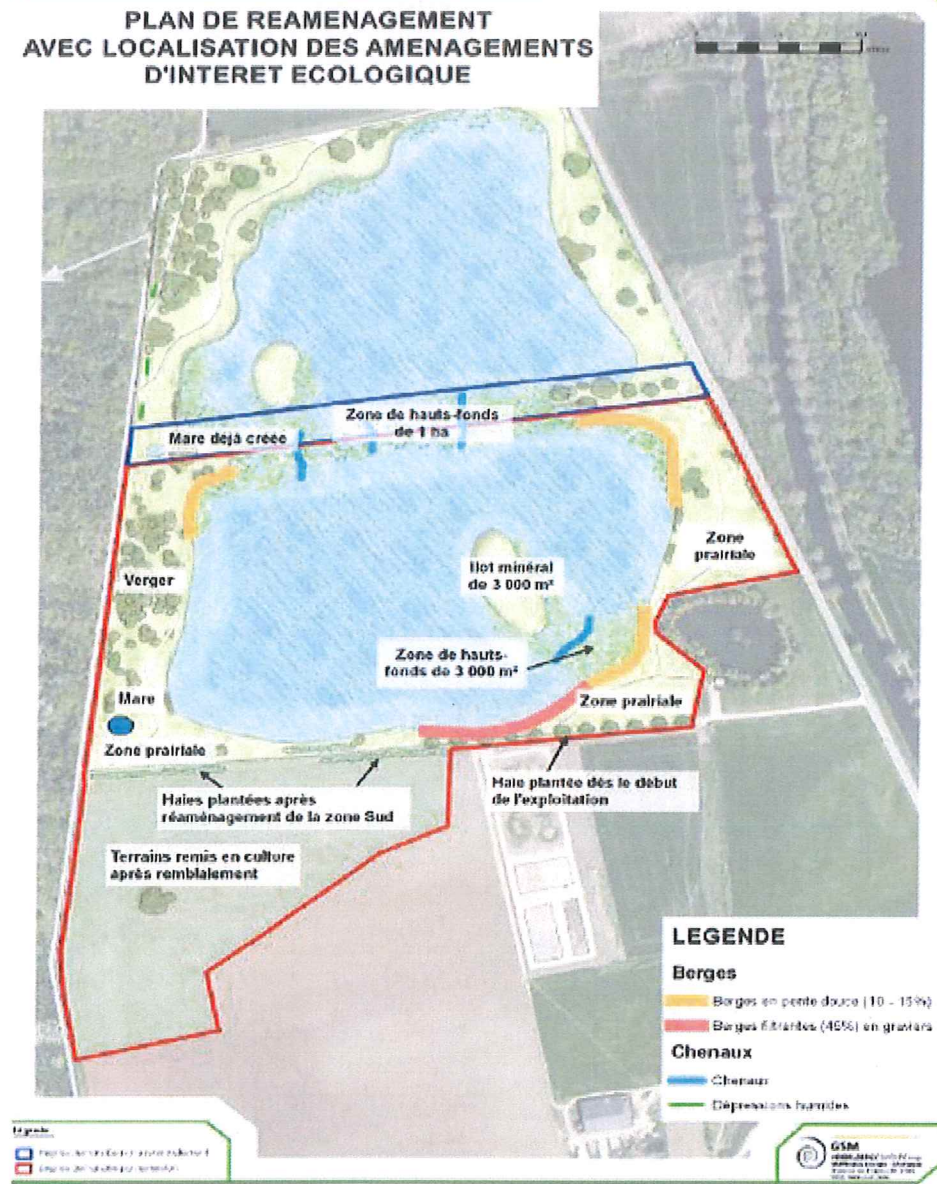 PLAN DE REAMENAGEMENT
AVEC LOCALISATION DES AMENAGEMENTS
D'INTERET ECOLOGIQUE
Mare déjà créée
Zone de hauts-fonds
de 1 ha
Zone
prairiale
Verger
Ilot minéral
de 3 000 m²
Zone de hauts-
fonds de 3 000 m²
Mare
Zone prairiale
Zone prairiale
Haies plantées après
réaménagement de la zone Sud
Haie plantée dès le début
de l'exploitation
Terrains remis en culture
après remblaiement
LEGENDE
Berges
Berges en pente douce (10 - 15%)
Berges filtrantes (45%) en graviers
Chenaux
Chenaux
Dépressions humides
Légende
GSM